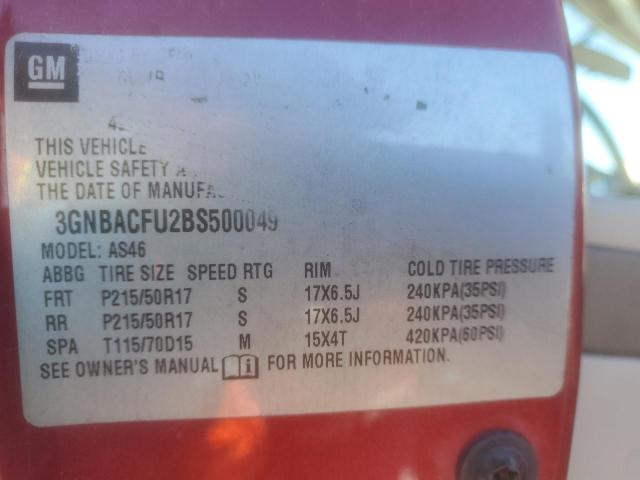 GM
THIS VEHICLE
VEHICLE SAFETY
THE DATE OF MANUFA
3GNBACFU2BS500049
MODEL: AS46
ABBG TIRE SIZE SPEED RTG RIM COLD TIRE PRESSURE
FRT P215/50R17 S 17X6.5J 240KPA(35PSI)
RR P215/50R17 S 17X6.5J 240KPA(35PSI)
SPA T115/70D15 M 15X4T 420KPA(60PSI)
SEE OWNER'S MANUAL FOR MORE INFORMATION.